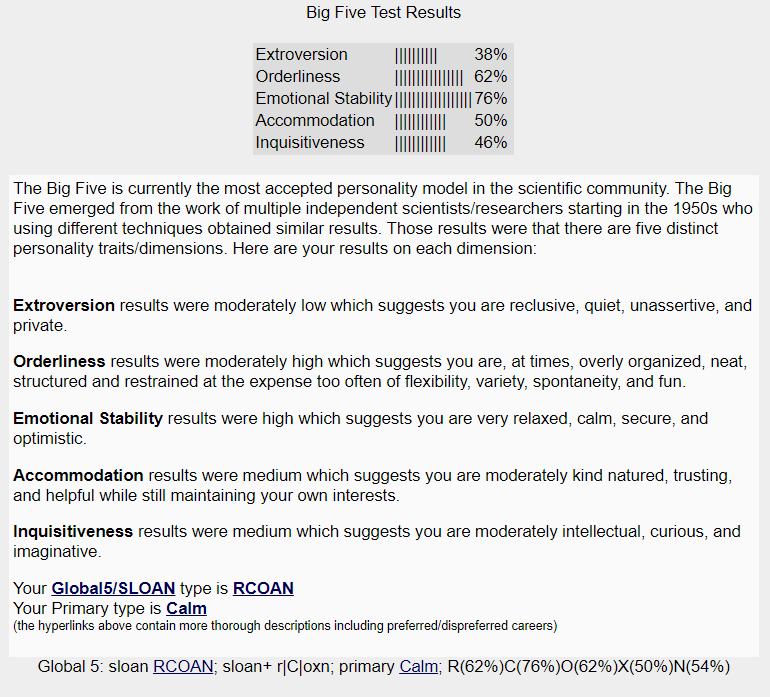 Big Five Test Results
Extroversion |||||||||| 38%
Orderliness |||||||||||||||| 62%
Emotional Stability |||||||||||||||||| 76%
Accommodation |||||||||||| 50%
Inquisitiveness |||||||||||| 46%
The Big Five is currently the most accepted personality model in the scientific community. The Big
Five emerged from the work of multiple independent scientists/researchers starting in the 1950s who
using different techniques obtained similar results. Those results were that there are five distinct
personality traits/dimensions. Here are your results on each dimension:
Extroversion results were moderately low which suggests you are reclusive, quiet, unassertive, and
private.
Orderliness results were moderately high which suggests you are, at times, overly organized, neat,
structured and restrained at the expense too often of flexibility, variety, spontaneity, and fun.
Emotional Stability results were high which suggests you are very relaxed, calm, secure, and
optimistic.
Accommodation results were medium which suggests you are moderately kind natured, trusting,
and helpful while still maintaining your own interests.
Inquisitiveness results were medium which suggests you are moderately intellectual, curious, and
imaginative.
Your Global5/SLOAN type is RCOAN
Your Primary type is Calm
(the hyperlinks above contain more thorough descriptions including preferred/dispreferred careers)
Global 5: sloan RCOAN; sloan+ r|C|oxn; primary Calm; R(62%)C(76%)O(62%)X(50%)N(54%)